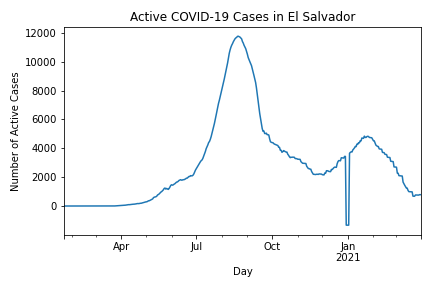 Active COVID-19 Cases in El Salvador
12000
10000
8000
6000
4000
2000
0
Number of Active Cases
Apr
Jul
Oct
Jan
2021
Day